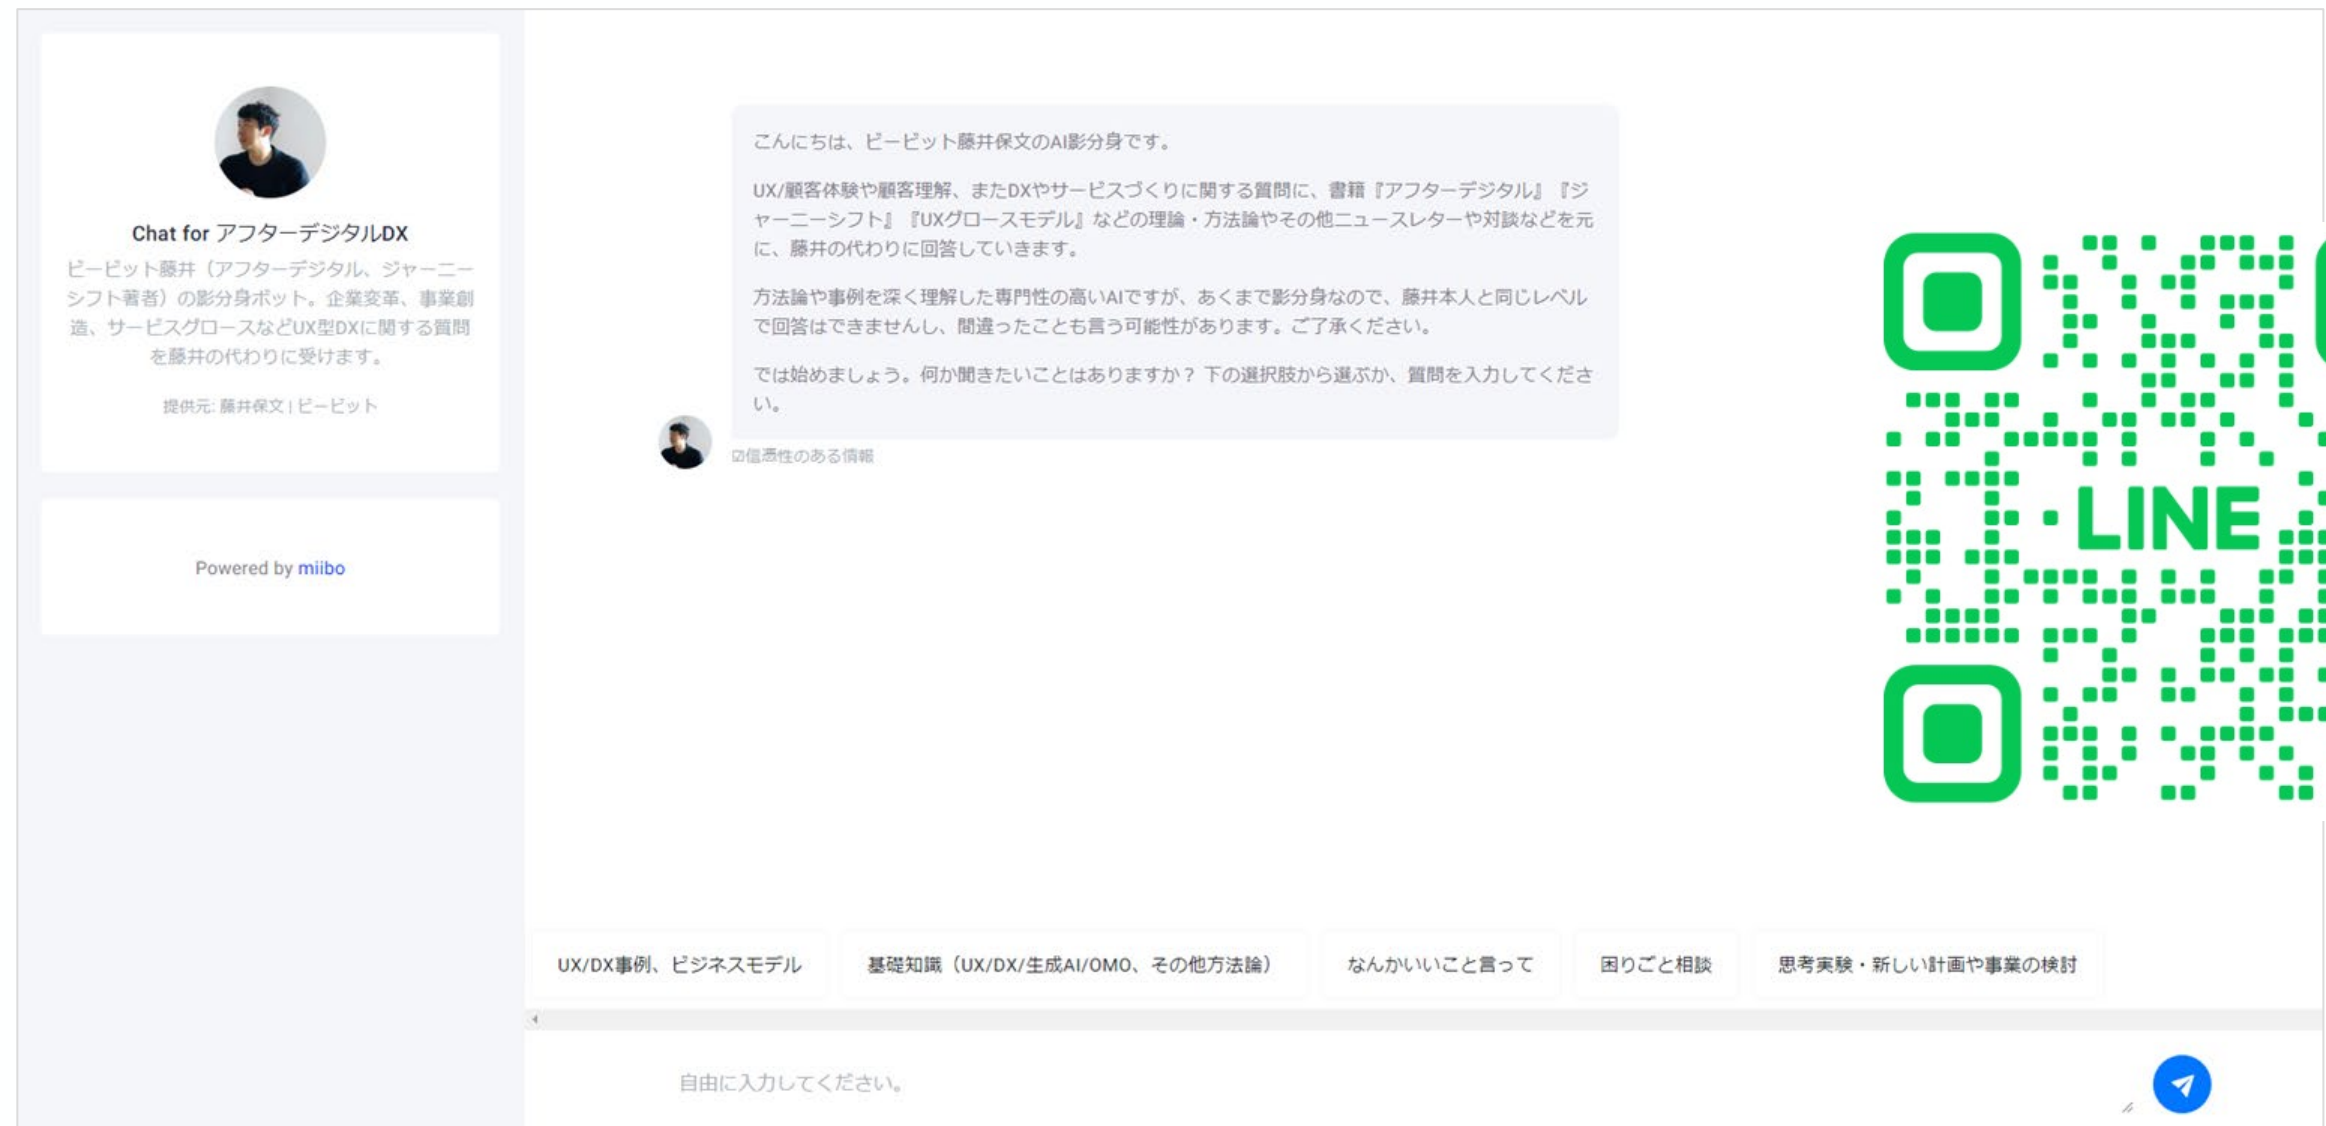 Chat for アフターデジタルDX
ビービット藤井（アフターデジタル、ジャーニー
シフト著者）の影分身ボット。企業変革、事業創
造、サービスグロースなどUX型DXに関する質問
を藤井の代わりに受けます。
提供元: 藤井保文 | ビービット
Powered by miibo
こんにちは、ビービット藤井保文のAI影分身です。
UX/顧客体験や顧客理解、またDXやサービスづくりに関する質問に、書籍『アフターデジタル』『ジ
ャーニーシフト』『UXグロースモデル』などの理論・方法論やその他ニュースレターや対談などを元
に、藤井の代わりに回答していきます。
方法論や事例を深く理解した専門性の高いAIですが、あくまで影分身なので、藤井本人と同じレベル
で回答はできませんし、間違ったことも言う可能性があります。ご了承ください。
では始めましょう。何か聞きたいことはありますか？ 下の選択肢から選ぶか、質問を入力してくださ
い。
☑信憑性のある情報
LINE
UX/DX事例、ビジネスモデル
基礎知識（UX/DX/生成AI/OMO、その他方法論）
なんかいいこと言って
困りごと相談
思考実験・新しい計画や事業の検討
自由に入力してください。